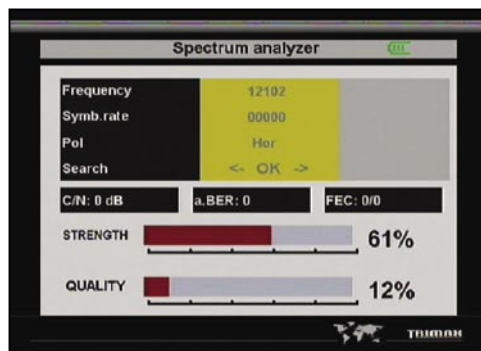 Spectrum analyzer
Frequency 12102
Symb.rate 00000
Pol Hor
Search <- OK ->
C/N: 0 dB a.BER: 0 FEC: 0/0
STRENGTH 61%
QUALITY 12%
TRIMAX